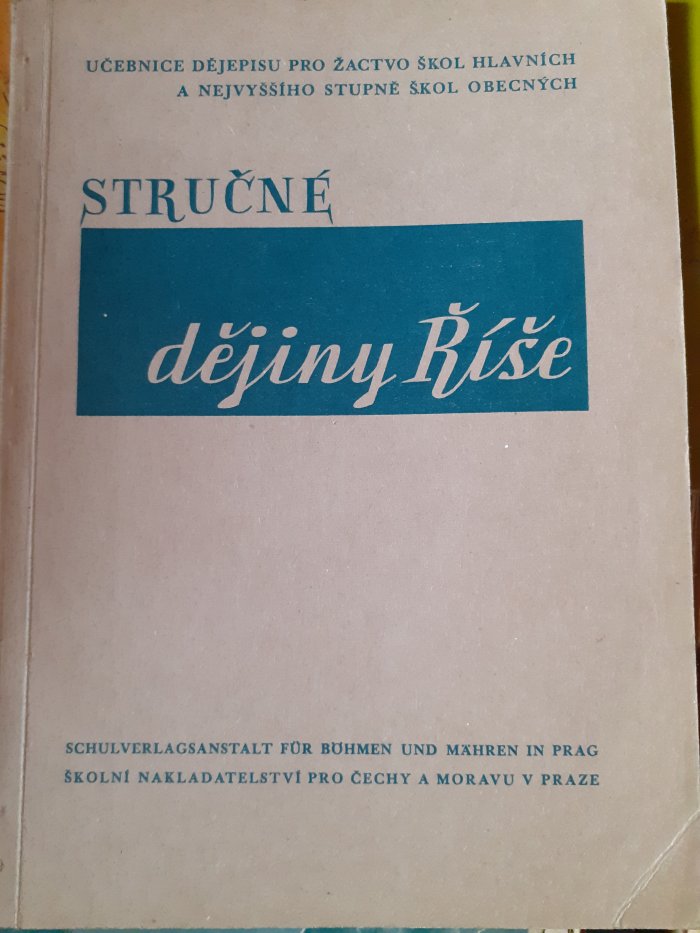 UČEBNICE DĚJEPISU PRO ŽACTVO ŠKOL HLAVNÍCH
A NEJVYŠŠÍHO STUPNĚ ŠKOL OBECNÝCH
STRUČNÉ
dějiny Říše
SCHULVERLAGSANSTALT FÜR BÖHMEN UND MÄHREN IN PRAG
ŠKOLNÍ NAKLADATELSTVÍ PRO ČECHY A MORAVU V PRAZE